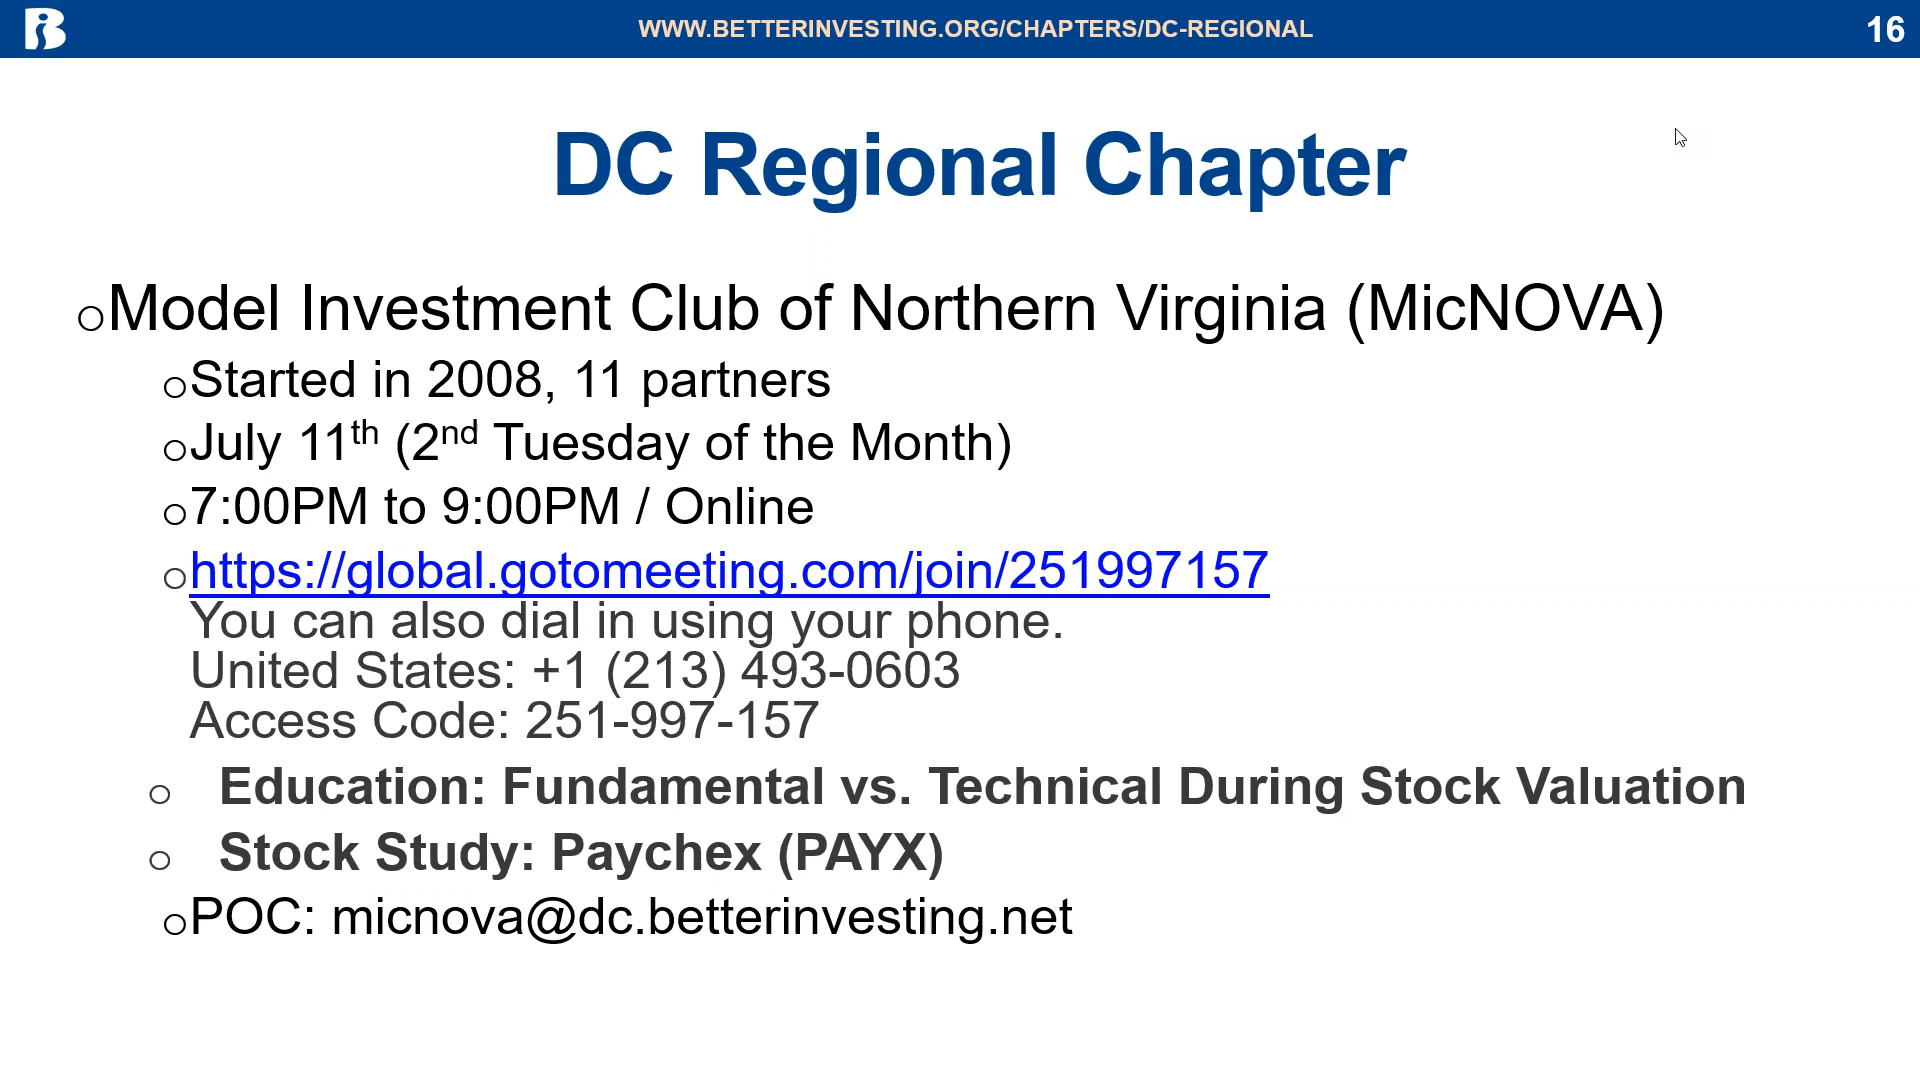 WWW.BETTERINVESTING.ORG/CHAPTERS/DC-REGIONAL
16
DC Regional Chapter
Model Investment Club of Northern Virginia (MicNOVA)
Started in 2008, 11 partners
July 11th (2nd Tuesday of the Month)
7:00PM to 9:00PM / Online
https://global.gotomeeting.com/join/251997157
You can also dial in using your phone.
United States: +1 (213) 493-0603
Access Code: 251-997-157
Education: Fundamental vs. Technical During Stock Valuation
Stock Study: Paychex (PAYX)
POC: micnova@dc.betterinvesting.net